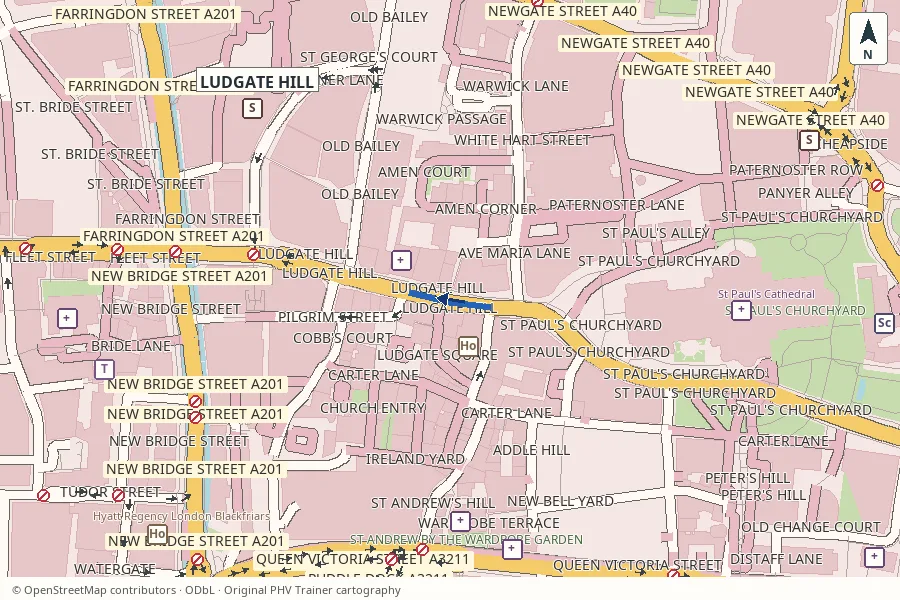 FARRINGDON STREET A201
OLD BAILEY
NEWGATE STREET A40
NEWGATE STREET A40
ST GEORGE'S COURT
NEWGATE STREET A40
N
LUDGATE HILL
FARRINGDON STRE
ER LANE
WARWICK LANE
NEWGATE STREET A40
ST. BRIDE STREET
S
WARWICK PASSAGE
NEWGATE STREET A40
WHITE HART STREET
S
HEAPSIDE
OLD BAILEY
ST. BRIDE STREET
AMEN COURT
PATERNOSTER ROW
ST. BRIDE STREET
OLD BAILEY
PANYER ALLEY
AMEN CORNER
PATERNOSTER LANE
FARRINGDON STREET
ST PAUL'S CHURCHYARD
FARRINGDON STREET A201
ST PAUL'S ALLEY
FLEET STREET
FLEET STREET
LUDGATE HILL
AVE MARIA LANE
ST PAUL'S CHURCHYARD
NEW BRIDGE STREET A201
LUDGATE HILL
LUDGATE HILL
St Paul's Cathedral
NEW BRIDGE STREET
LUDGATE HILL
PAUL'S CHURCHYARD
PILGRIM STREET
ST PAUL'S CHURCHYARD
Sc
BRIDE LANE
COBB'S COURT
Ho
LUDGATE SQUARE
ST PAUL'S CHURCHYARD
T
CARTER LANE
ST PAUL'S CHURCHYARD
NEW BRIDGE STREET A201
ST PAUL'S CHURCHYARD
NEW BRIDGE STREET A201
CHURCH ENTRY
CARTER LANE
ST PAUL'S CHURCHYARD
NEW BRIDGE STREET
CARTER LANE
ADDLE HILL
IRELAND YARD
NEW BRIDGE STREET A201
PETER'S HILL
TUDOR STREET
PETER'S HILL
ST ANDREW'S HILL
NEW BELL YARD
Hyatt Regency London Blackfriars
WARDROBE TERRACE
OLD CHANGE COURT
Ho
NEW BRIDGE STREET A201
ST ANDREW BY THE WARDROBE GARDEN
QUEEN VICTORIA STREET A3211
DISTAFF LANE
WATERGATE
QUEEN VICTORIA STREET
PUDDLE DOCK A3211
© OpenStreetMap contributors · ODbL · Original PHV Trainer cartography